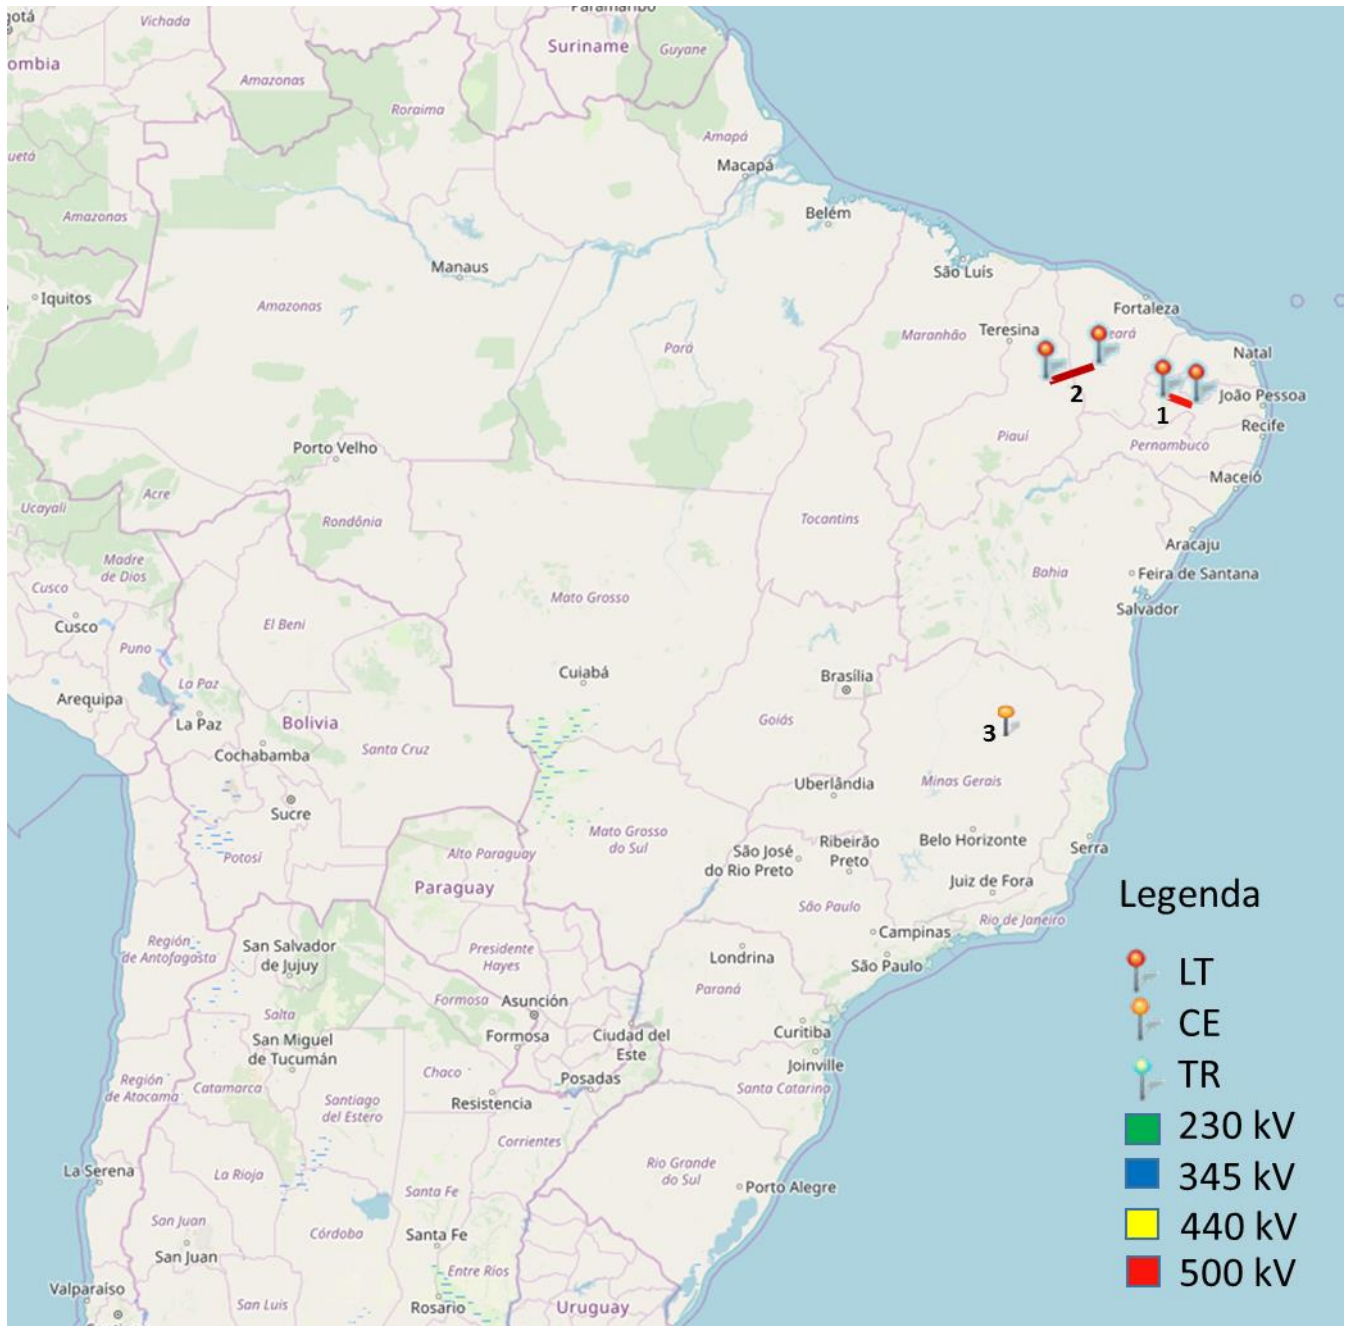 gotá
Vichada
Paramaribo
Suriname
Guyane
ombia
Amazonas
Roraima
Amapá
Macapá
uetá
Amazonas
Belém
Manaus
São Luís
Iquitos
Amazonas
Fortaleza
Maranhão
Teresina
eará
Pará
Natal
2
João Pessoa
1
Recife
Piauí
Pernambuco
Porto Velho
Maceió
Acre
Ucayali
Rondônia
Tocantins
Aracaju
Madre
de Dios
Bahia
Feira de Santana
Cusco
Mato Grosso
Salvador
Cusco
El Beni
Puno
Cuiabá
Brasília
La Paz
Arequipa
La Paz
Bolivia
Goiás
3
Santa Cruz
Cochabamba
Uberlândia
Minas Gerais
Sucre
Mato Grosso
do Sul
Ribeirão
Preto
Belo Horizonte
Serra
Potosí
Alto Paraguay
São José
do Rio Preto
Paraguay
Juiz de Fora
Legenda
São Paulo
Rio de Janeiro
Región
de Antofagasta
San Salvador
de Jujuy
Presidente
Hayes
Campinas
Londrina
São Paulo
LT
Paraná
Formosa
Asunción
Salta
CE
San Miguel
de Tucumán
Formosa
Ciudad del
Este
Curitiba
Joinville
Región
de Atacama
Catamarca
Chaco
Posadas
Santa Catarina
TR
Santiago
del Estero
Resistencia
230 kV
Corrientes
La Serena
La Rioja
Rio Grande
do Sul
345 kV
Santa Fe
Porto Alegre
San Juan
Córdoba
Santa Fe
440 kV
San Juan
Entre Rios
500 kV
Valparaíso
San Luis
Rosario
Uruguay